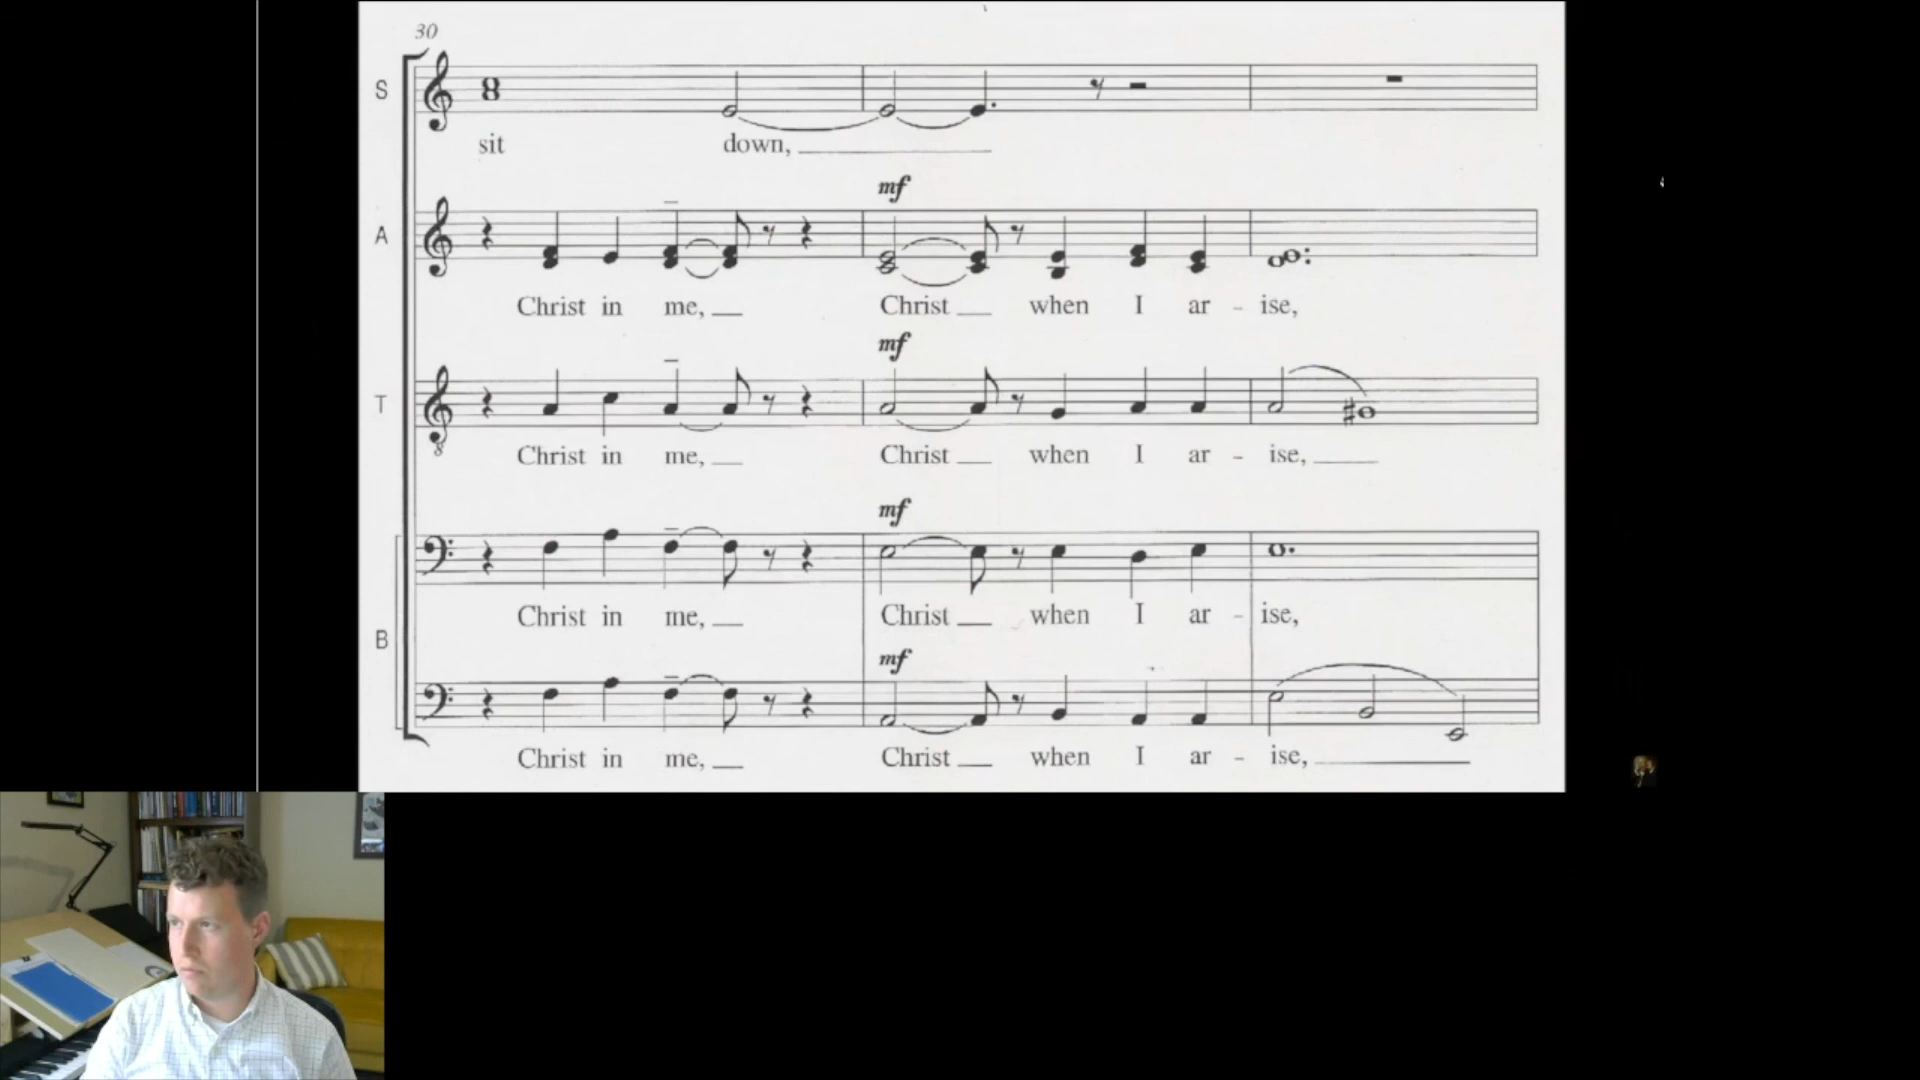 30
S
sit down,
mf
A
Christ in me, Christ when I ar - ise,
mf
T
8
Christ in me, Christ when I ar - ise,
mf
Christ in me, Christ when I ar - ise,
B
mf
Christ in me, Christ when I ar - ise,